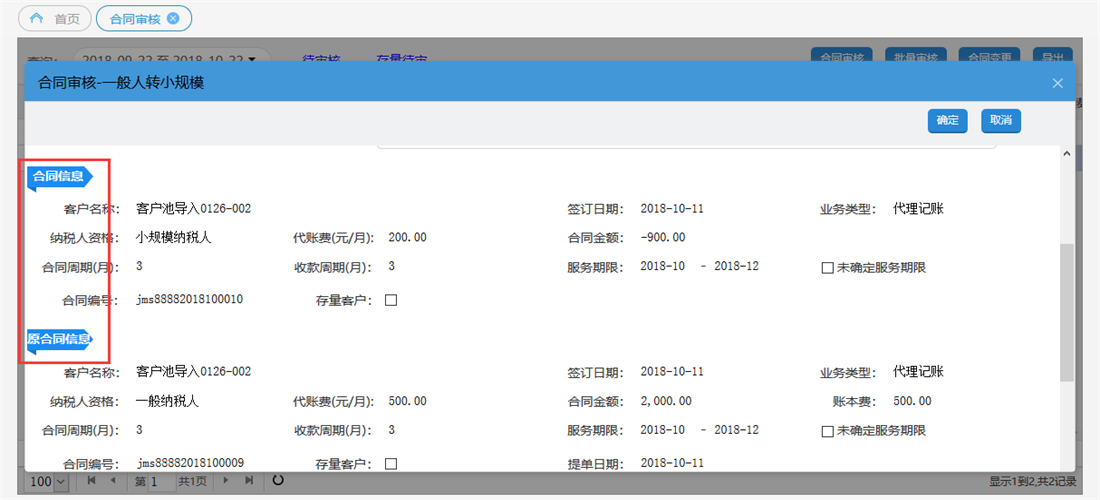 首页 合同审核
查询: 2018-09-22 至 2018-10-22 待审核 存量待审 合同审核 批量审核 合同变更 导出
合同审核-一般人转小规模
确定 取消
合同信息
客户名称: 客户池导入0126-002 签订日期: 2018-10-11 业务类型: 代理记账
纳税人资格: 小规模纳税人 代账费(元/月): 200.00 合同金额: -900.00
合同周期(月): 3 收款周期(月): 3 服务期限: 2018-10 - 2018-12 未确定服务期限
合同编号: jms88882018100010 存量客户:
原合同信息
客户名称: 客户池导入0126-002 签订日期: 2018-10-11 业务类型: 代理记账
纳税人资格: 一般纳税人 代账费(元/月): 500.00 合同金额: 2,000.00 账本费: 500.00
合同周期(月): 3 收款周期(月): 3 服务期限: 2018-10 - 2018-12 未确定服务期限
合同编号: jms88882018100009 存量客户: 提单日期: 2018-10-11
100 第 1 共1页 显示1到2,共2记录